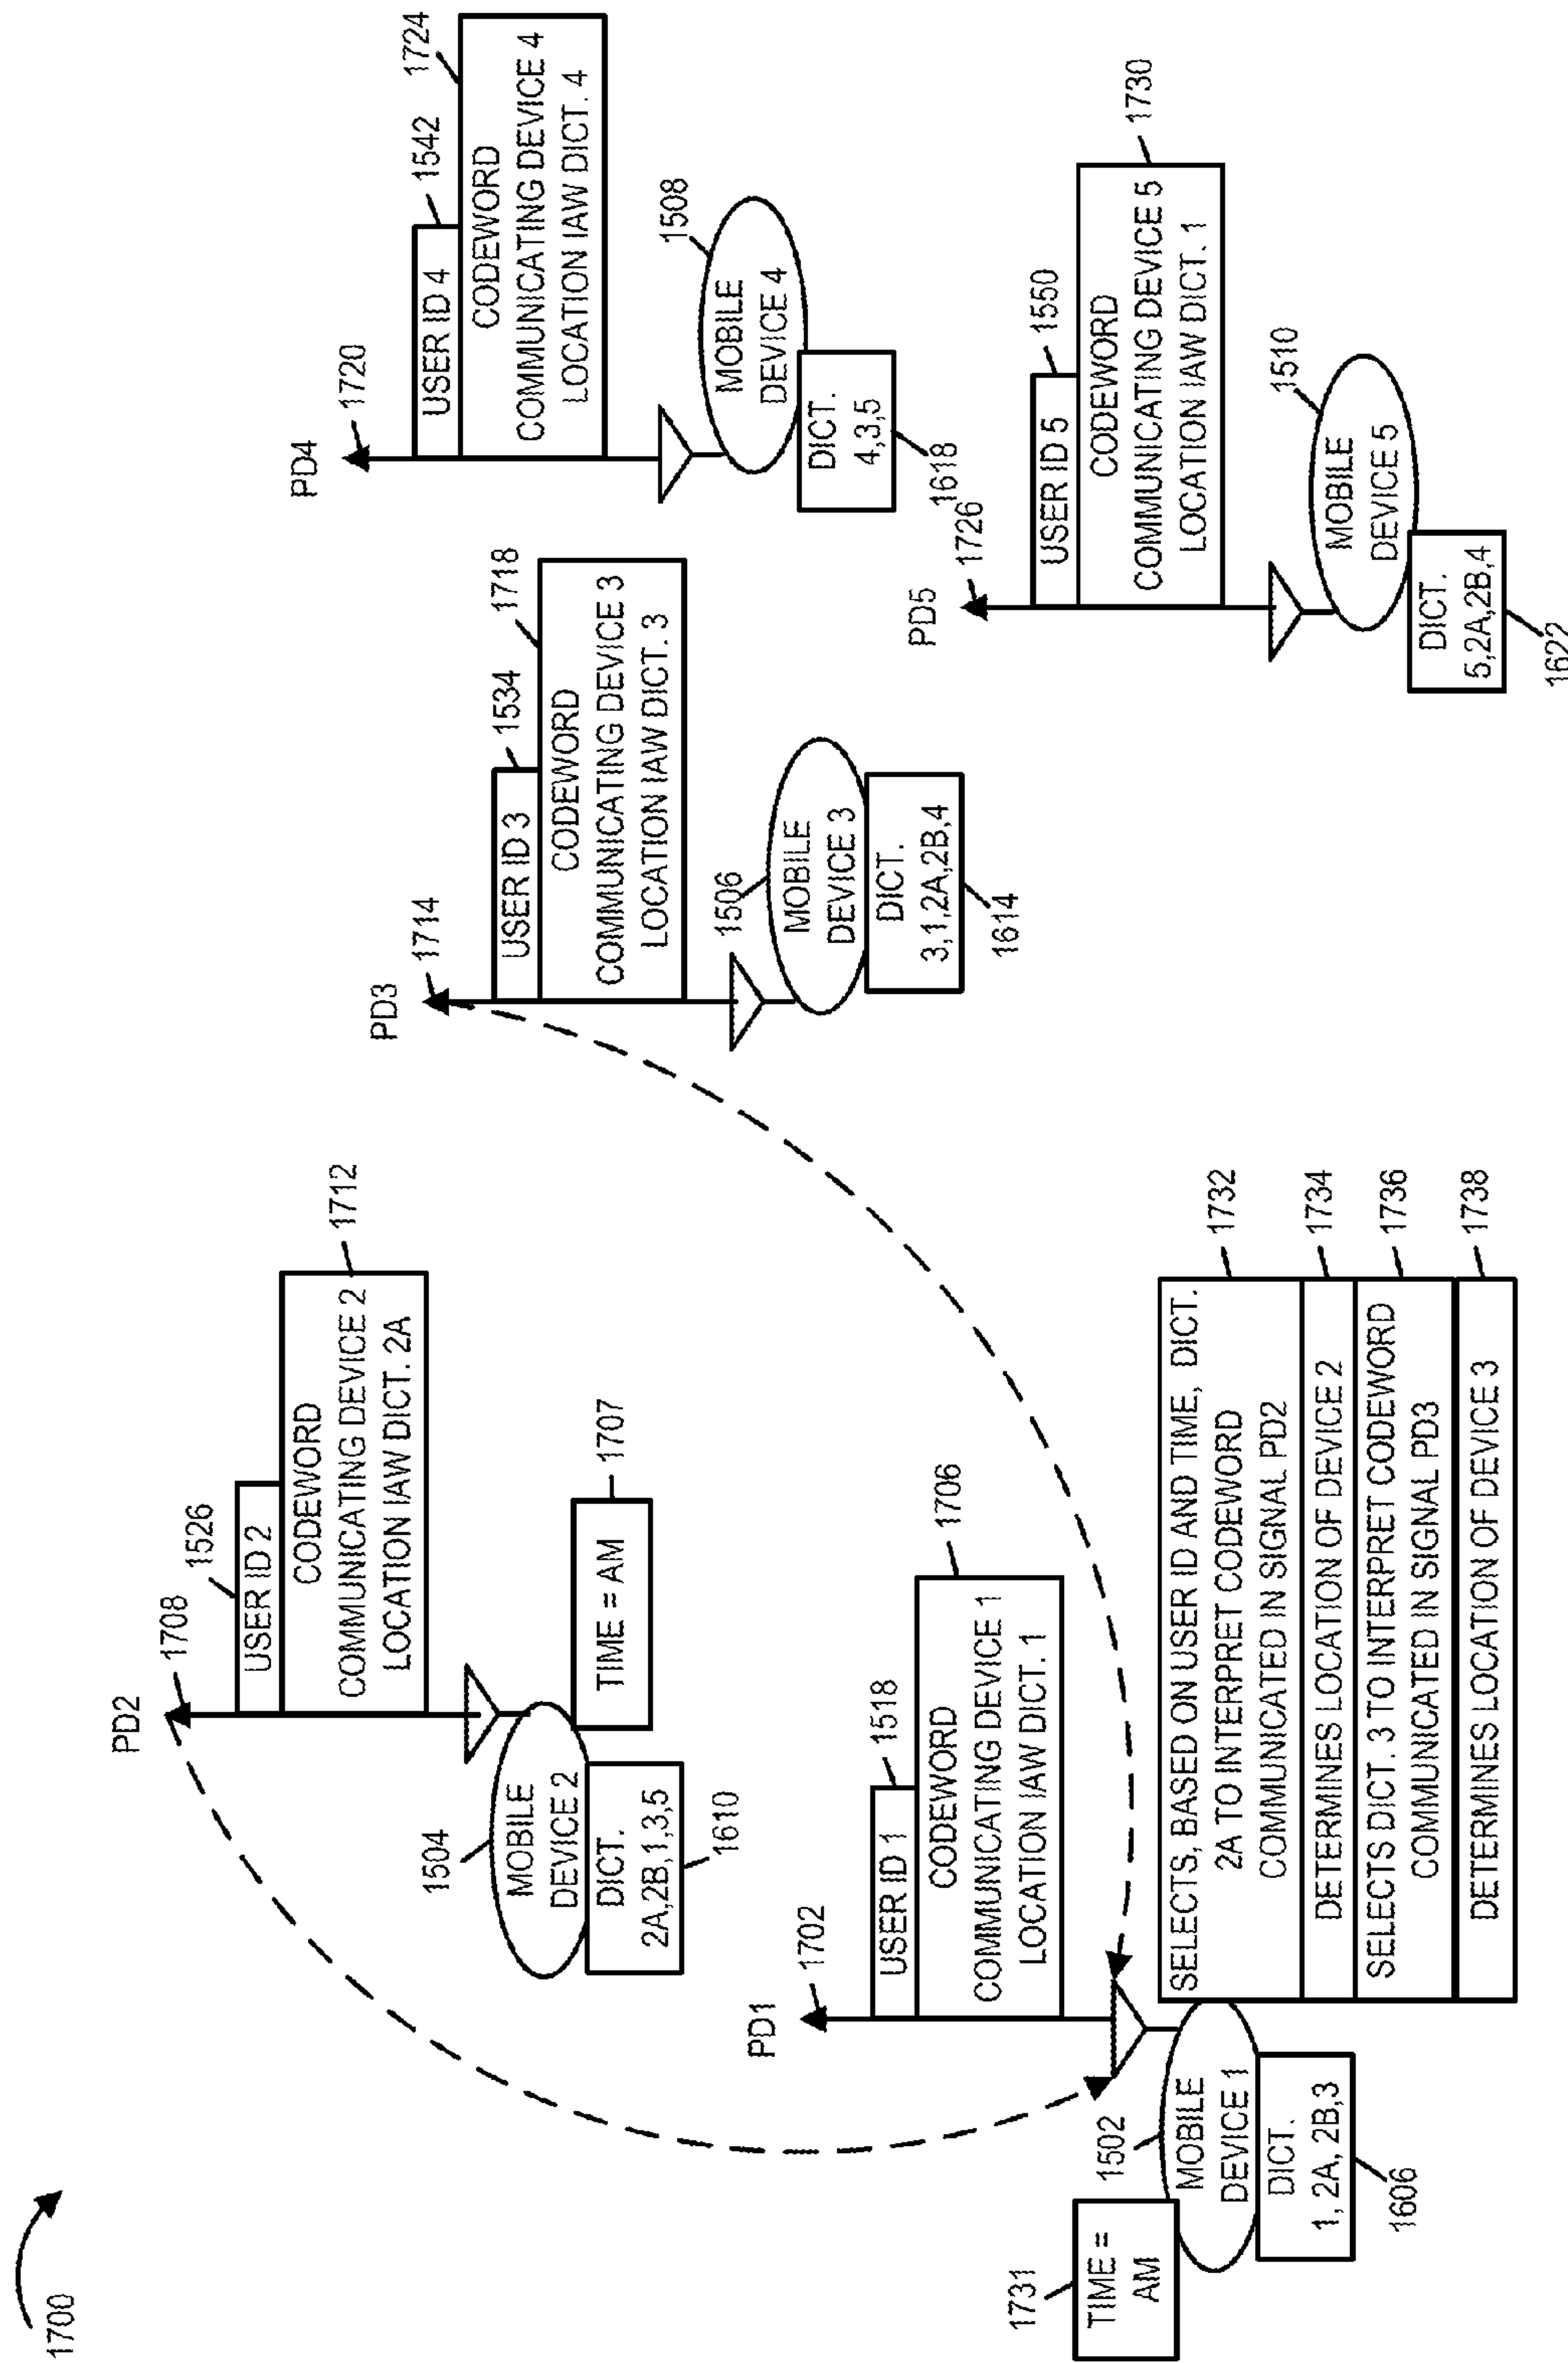 1700
PD2
1708
1526
USER ID 2
CODEWORD
COMMUNICATING DEVICE 2
LOCATION IAW DICT. 2A
1712
1504
MOBILE
DEVICE 2
DICT.
2A,2B,1,3,5
1610
TIME = AM
1707
PD1
1702
1518
USER ID 1
CODEWORD
COMMUNICATING DEVICE 1
LOCATION IAW DICT. 1
1706
1731
TIME =
AM
1502
MOBILE
DEVICE 1
DICT.
1, 2A, 2B,3
1606
SELECTS, BASED ON USER ID AND TIME, DICT.
2A TO INTERPRET CODEWORD
COMMUNICATED IN SIGNAL PD2
1732
DETERMINES LOCATION OF DEVICE 2
1734
SELECTS DICT. 3 TO INTERPRET CODEWORD
COMMUNICATED IN SIGNAL PD3
1736
DETERMINES LOCATION OF DEVICE 3
1738
PD3
1714
1534
USER ID 3
CODEWORD
COMMUNICATING DEVICE 3
LOCATION IAW DICT. 3
1718
1506
MOBILE
DEVICE 3
DICT.
3,1,2A,2B,4
1614
PD4
1720
1542
USER ID 4
CODEWORD
COMMUNICATING DEVICE 4
LOCATION IAW DICT. 4
1724
1508
MOBILE
DEVICE 4
DICT.
4,3,5
1618
PD5
1726
1550
USER ID 5
CODEWORD
COMMUNICATING DEVICE 5
LOCATION IAW DICT. 1
1730
1510
MOBILE
DEVICE 5
DICT.
5,2A,2B,4
1622